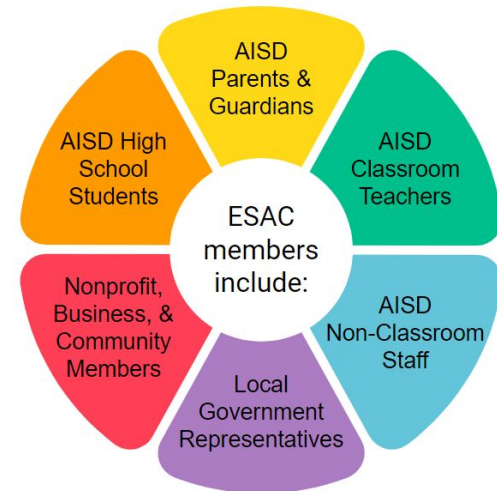 ESAC
members
include:
AISD
Parents &
Guardians
AISD
Classroom
Teachers
AISD
Non-Classroom
Staff
Local
Government
Representatives
Nonprofit,
Business, &
Community
Members
AISD High
School
Students